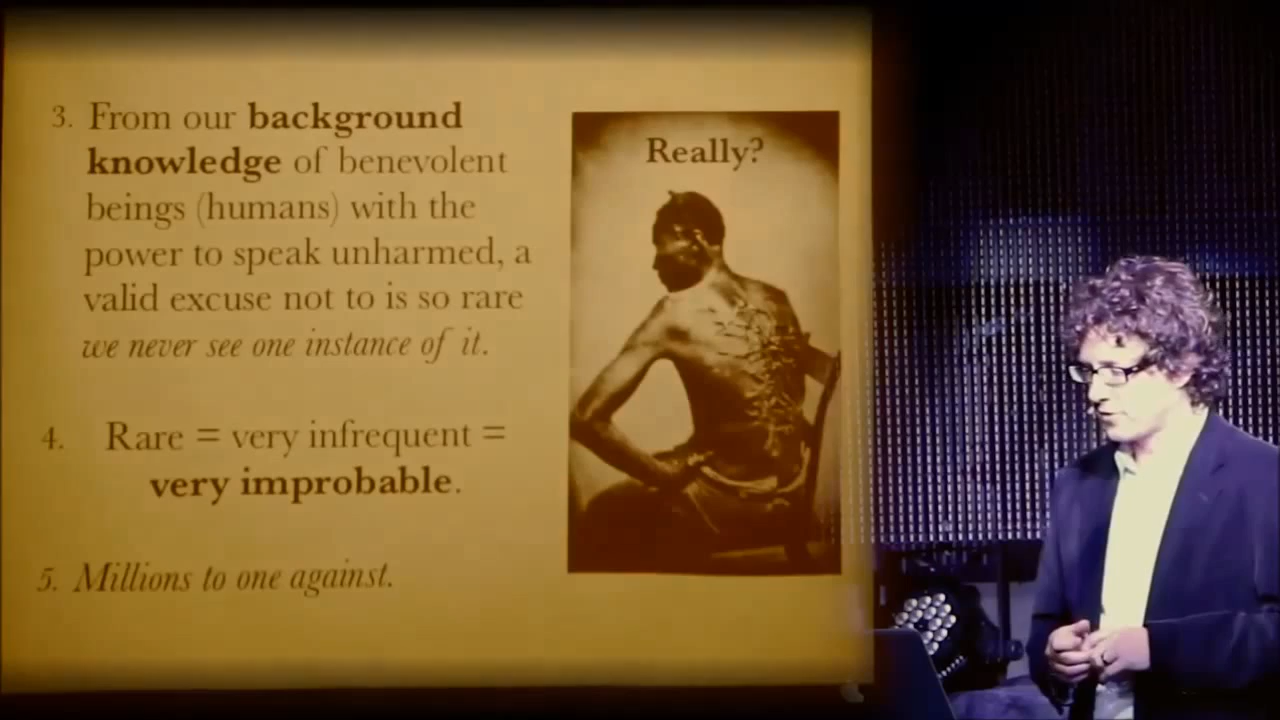 3. From our background
knowledge of benevolent
beings (humans) with the
power to speak unharmed, a
valid excuse not to is so rare
we never see one instance of it.
4. Rare = very infrequent =
very improbable.
5. Millions to one against.
Really?